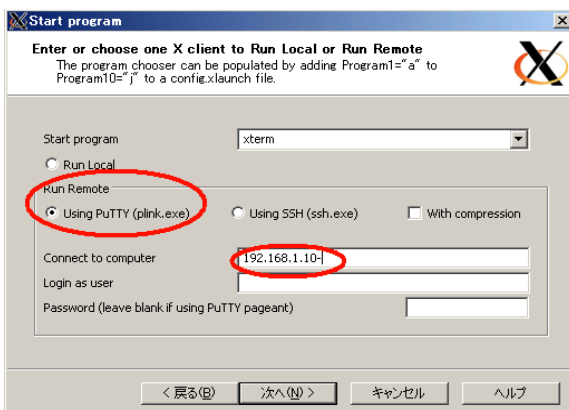 Start program
Enter or choose one X client to Run Local or Run Remote
The program chooser can be populated by adding Program1="a" to
Program10="j" to a config.xlaunch file.
Start program
xterm
Run Local
Run Remote
Using PuTTY (plink.exe)
Using SSH (ssh.exe)
With compression
Connect to computer
192.168.1.10-
Login as user
Password (leave blank if using PuTTY pageant)
< 戻る(B)
次へ(N) >
キャンセル
ヘルプ